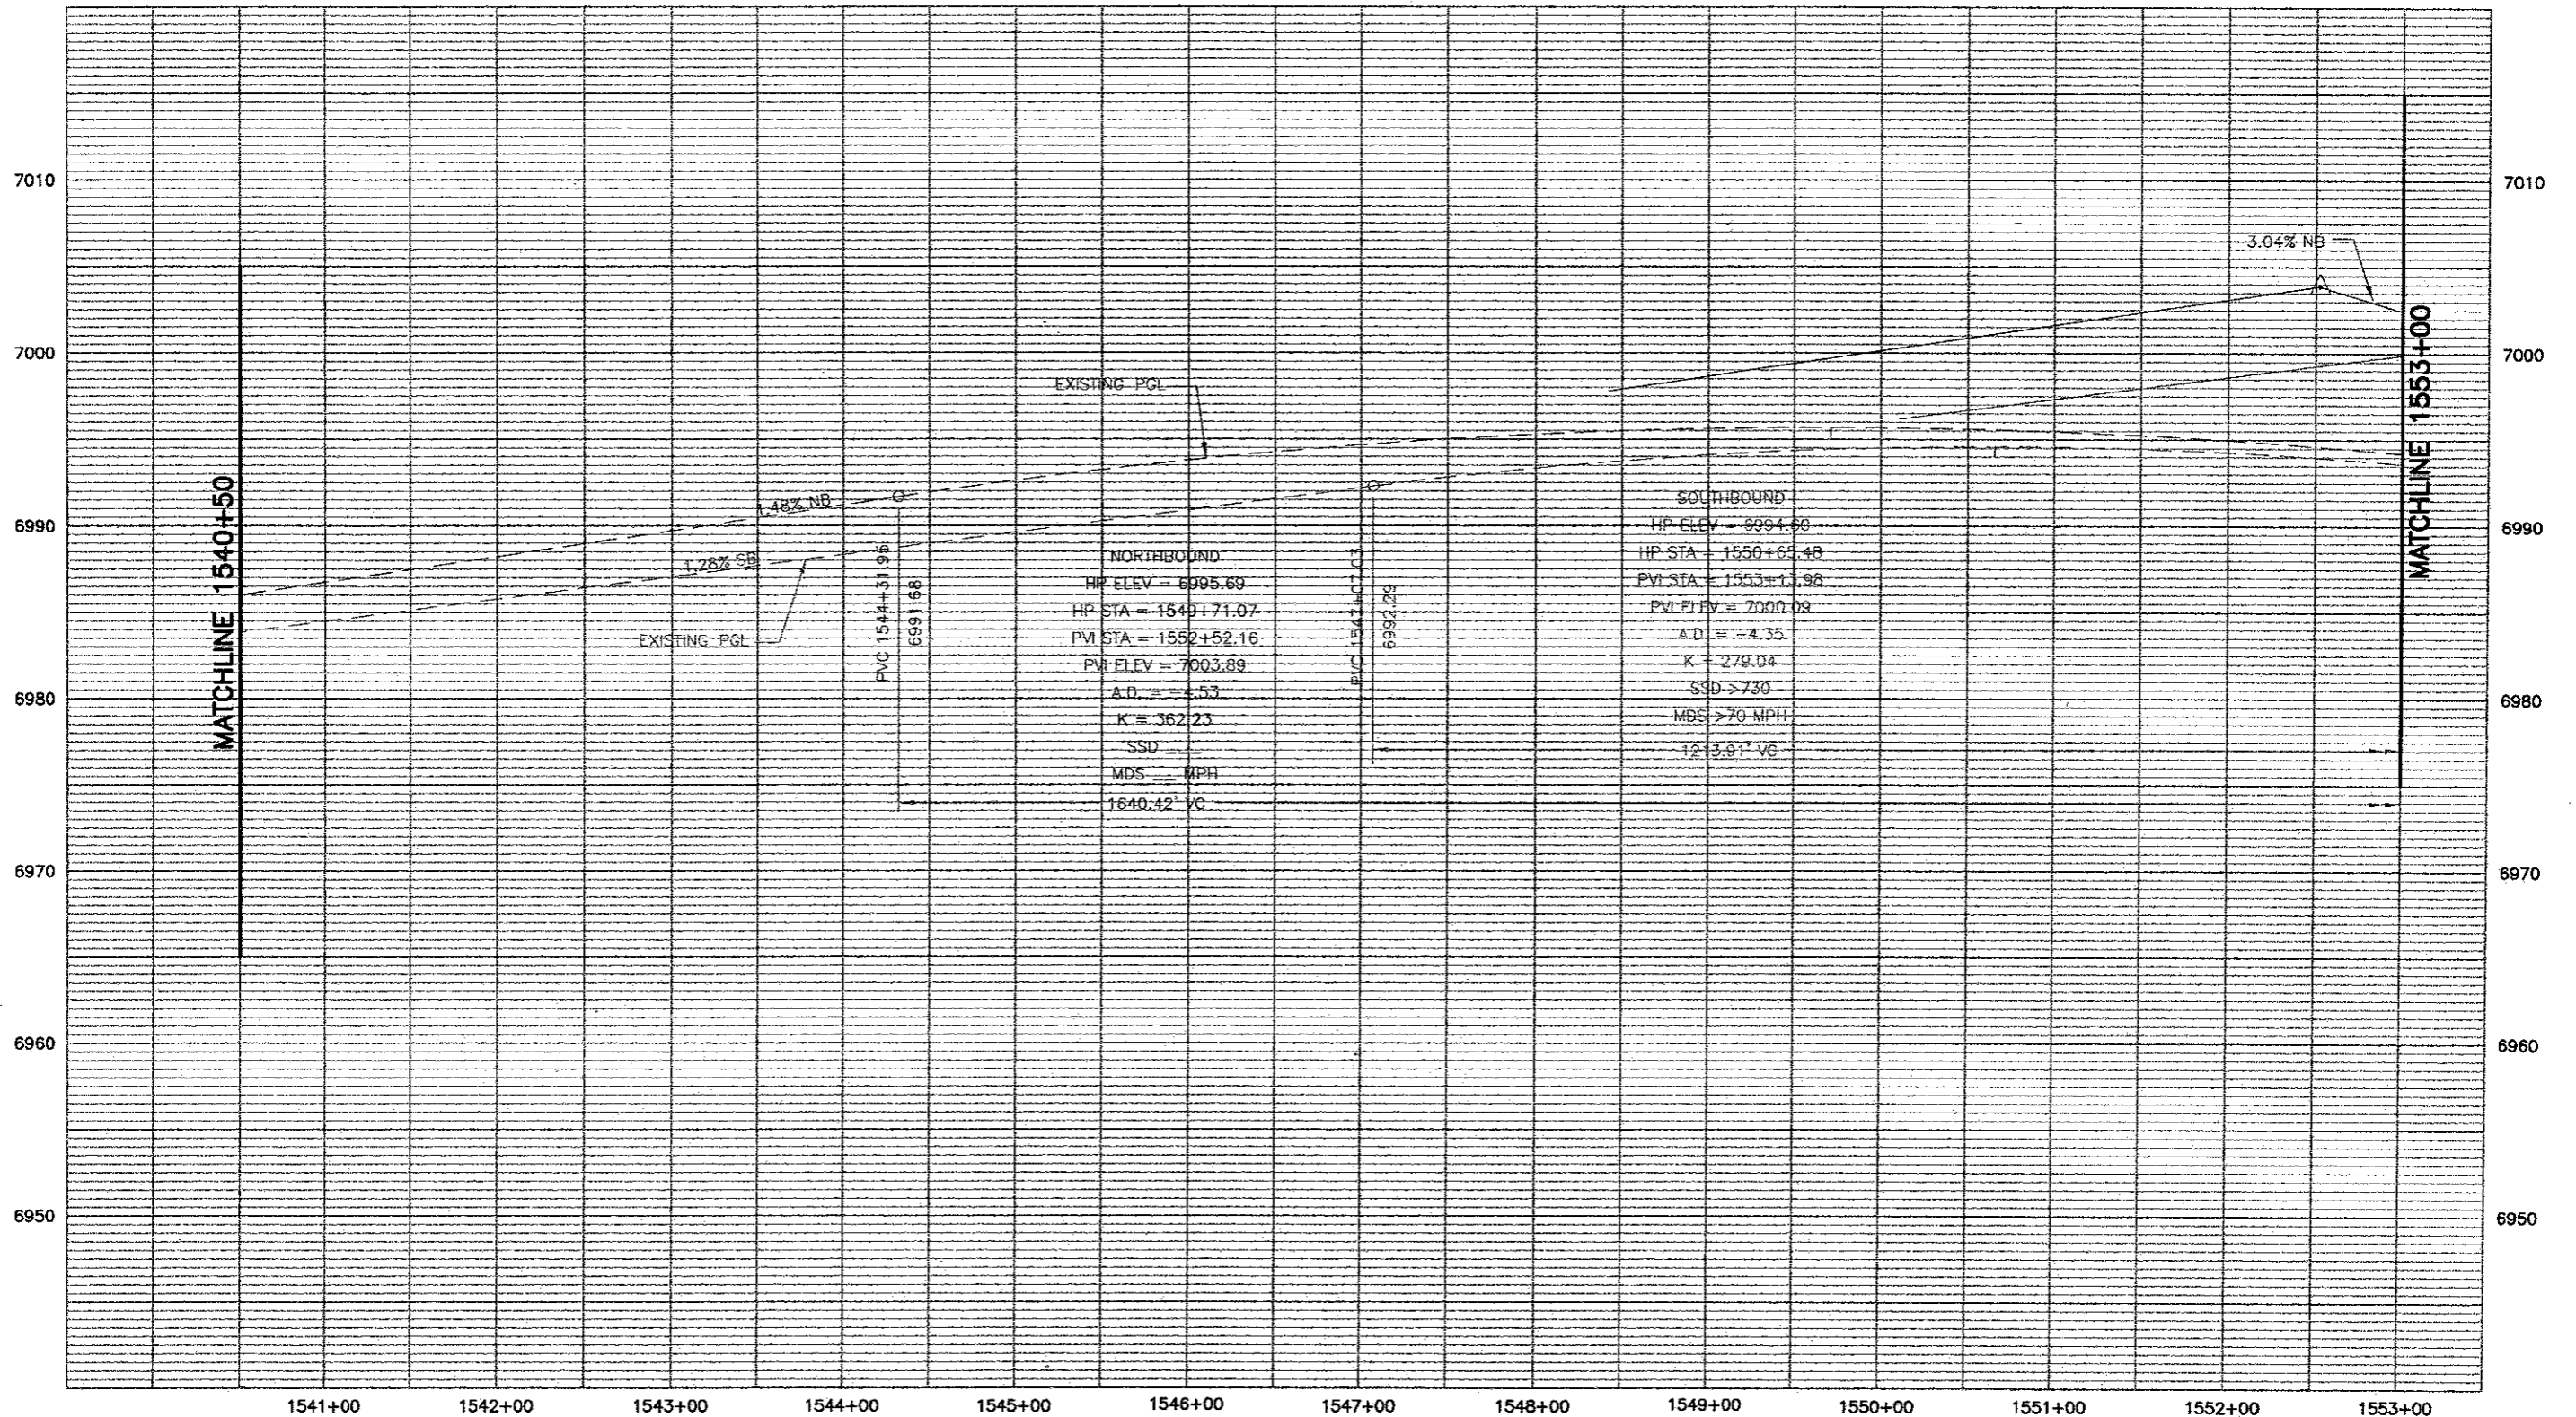 7010
7000
6990
6980
6970
6960
6950
7010
7000
6990
6980
6970
6960
6950
MATCHLINE 1540+50
MATCHLINE 1553+00
3.04% NB
EXISTING PGL
1.48% NB
1.28% SB
EXISTING PGL
PVC 1544+31.95
6991.68
NORTHBOUND
HP ELEV = 6995.69
HP STA = 1549+71.07
PVI STA = 1552+52.16
PVI ELEV = 7003.89
A.D. = -4.53
K = 362.23
SSD ___
MDS ___ MPH
1640.42' VC
PVC 1547+07.03
6992.29
SOUTHBOUND
HP ELEV = 6994.60
HP STA = 1550+65.48
PVI STA = 1553+13.98
PVI ELEV = 7000.09
A.D. = -4.35
K = 279.04
SSD >730
MDS >70 MPH
1213.91' VC
1541+00
1542+00
1543+00
1544+00
1545+00
1546+00
1547+00
1548+00
1549+00
1550+00
1551+00
1552+00
1553+00